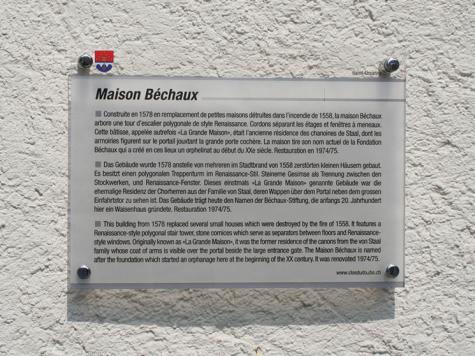 Saint-Ursanne
Maison Béchaux
Construite en 1578 en remplacement de petites maisons détruites dans l'incendie de 1558, la maison Béchaux
arbore une tour d'escalier polygonale de style Renaissance. Cordons séparant les étages et fenêtres à meneaux.
Cette bâtisse, appelée autrefois «La Grande Maison», était l'ancienne résidence des chanoines de Staal, dont les
armoiries figurent sur le portail joutant la grande porte cochère. La maison tire son nom actuel de la Fondation
Béchaux qui a créé en ces lieux un orphelinat au début du XXe siècle. Restauration en 1974/75.
Das Gebäude wurde 1578 anstelle von mehreren im Stadtbrand von 1558 zerstörten kleinen Häusern gebaut.
Es besitzt einen polygonalen Treppenturm im Renaissance-Stil. Steinerne Gesimse als Trennung zwischen den
Stockwerken, und Renaissance-Fenster. Dieses einstmals «La Grande Maison» genannte Gebäude war die
ehemalige Residenz der Chorherren aus der Familie von Staal, deren Wappen über dem Portal neben dem grossen
Einfahrtstor zu sehen ist. Das Gebäude trägt heute den Namen der Béchaux-Stiftung, die anfangs 20. Jahrhundert
hier ein Waisenhaus gründete. Restauration 1974/75.
This building from 1578 replaced several small houses which were destroyed by the fire of 1558. It features a
Renaissance-style polygonal stair tower, stone cornices which serve as separators between floors and Renaissance-
style windows. Originally known as «La Grande Maison», it was the former residence of the canons from the von Staal
family whose coat of arms is visible over the portal beside the large entrance gate. The Maison Béchaux is named
after the foundation which started an orphanage here at the beginning of the XX century. It was renovated 1974/75.
www.closdudoubs.ch